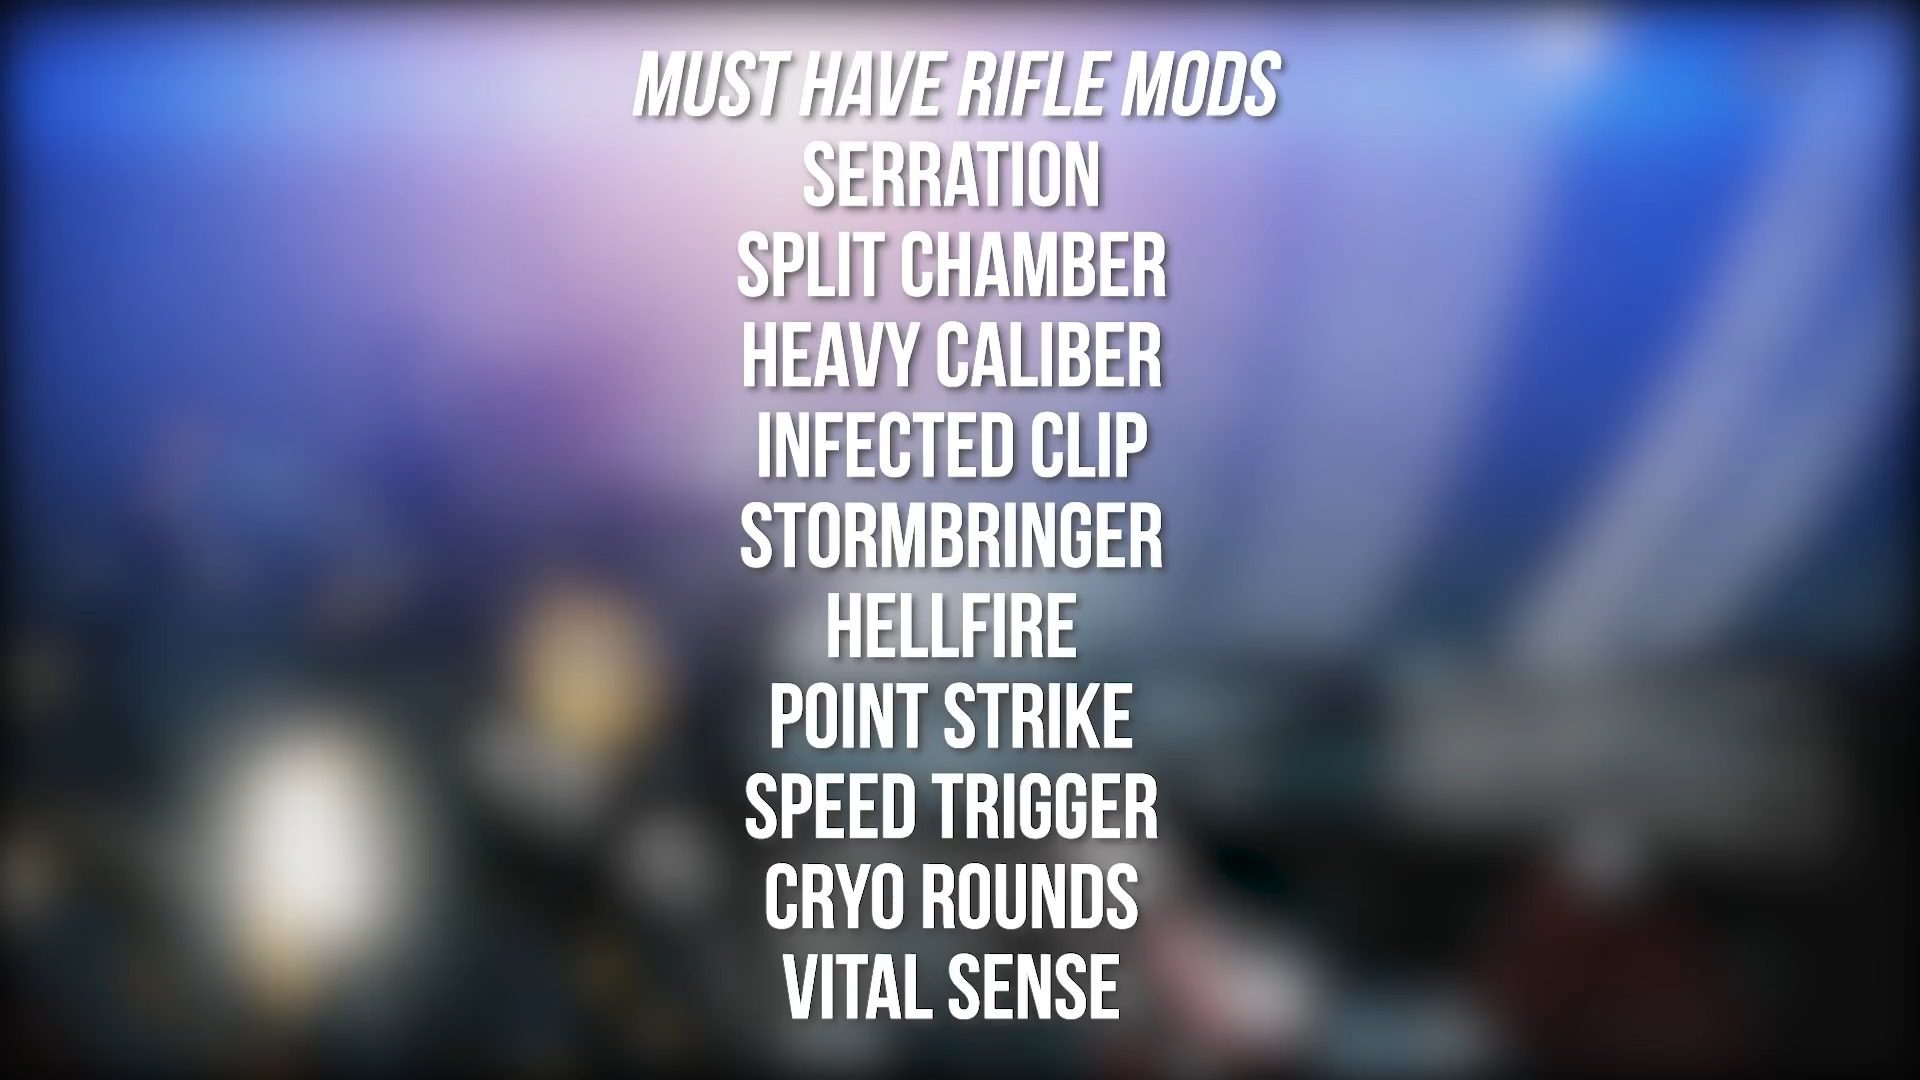 MUST HAVE RIFLE MODS
SERRATION
SPLIT CHAMBER
HEAVY CALIBER
INFECTED CLIP
STORMBRINGER
HELLFIRE
POINT STRIKE
SPEED TRIGGER
CRYO ROUNDS
VITAL SENSE